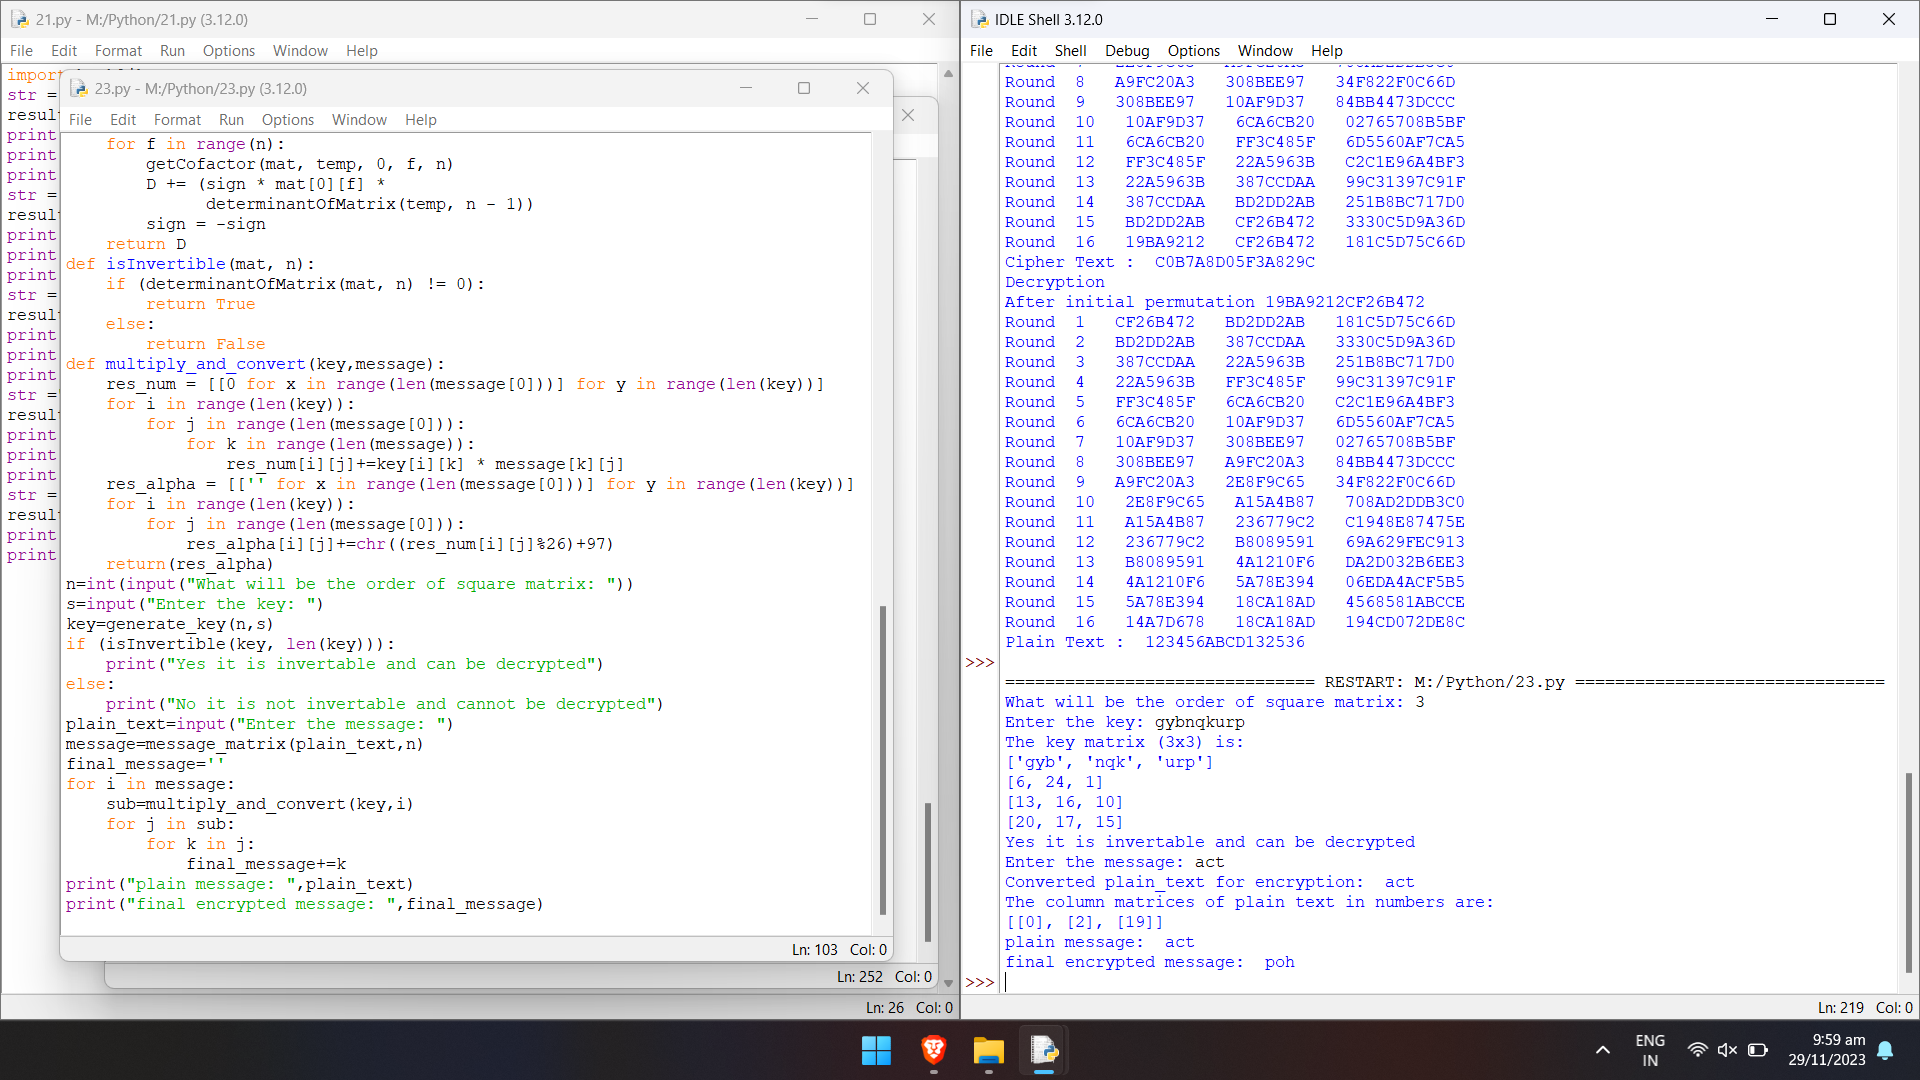 21.py - M:/Python/21.py (3.12.0)
File Edit Format Run Options Window Help
str =
print
print
print
str =
print
print
print
str =
print
print
print
str =
print
print
print
str =
print
print
23.py - M:/Python/23.py (3.12.0)
File Edit Format Run Options Window Help
    for f in range(n):
        getCofactor(mat, temp, 0, f, n)
        D += (sign * mat[0][f] *
              determinantOfMatrix(temp, n - 1))
        sign = -sign
    return D
def isInvertible(mat, n):
    if (determinantOfMatrix(mat, n) != 0):
        return True
    else:
        return False
def multiply_and_convert(key,message):
    res_num = [[0 for x in range(len(message[0]))] for y in range(len(key))]
    for i in range(len(key)):
        for j in range(len(message[0])):
            for k in range(len(message)):
                res_num[i][j]+=key[i][k] * message[k][j]
    res_alpha = [['' for x in range(len(message[0]))] for y in range(len(key))]
    for i in range(len(key)):
        for j in range(len(message[0])):
            res_alpha[i][j]+=chr((res_num[i][j]%26)+97)
    return(res_alpha)
n=int(input("What will be the order of square matrix: "))
s=input("Enter the key: ")
key=generate_key(n,s)
if (isInvertible(key, len(key))):
    print("Yes it is invertable and can be decrypted")
else:
    print("No it is not invertable and cannot be decrypted")
plain_text=input("Enter the message: ")
message=message_matrix(plain_text,n)
final_message=''
for i in message:
    sub=multiply_and_convert(key,i)
    for j in sub:
        for k in j:
            final_message+=k
print("plain message: ",plain_text)
print("final encrypted message: ",final_message)
Ln: 103 Col: 0
Ln: 252 Col: 0
Ln: 26 Col: 0
IDLE Shell 3.12.0
File Edit Shell Debug Options Window Help
Round 8 A9FC20A3 308BEE97 34F822F0C66D
Round 9 308BEE97 10AF9D37 84BB4473DCCC
Round 10 10AF9D37 6CA6CB20 02765708B5BF
Round 11 6CA6CB20 FF3C485F 6D5560AF7CA5
Round 12 FF3C485F 22A5963B C2C1E96A4BF3
Round 13 22A5963B 387CCDAA 99C31397C91F
Round 14 387CCDAA BD2DD2AB 251B8BC717D0
Round 15 BD2DD2AB CF26B472 3330C5D9A36D
Round 16 19BA9212 CF26B472 181C5D75C66D
Cipher Text : C0B7A8D05F3A829C
Decryption
After initial permutation 19BA9212CF26B472
Round 1 CF26B472 BD2DD2AB 181C5D75C66D
Round 2 BD2DD2AB 387CCDAA 3330C5D9A36D
Round 3 387CCDAA 22A5963B 251B8BC717D0
Round 4 22A5963B FF3C485F 99C31397C91F
Round 5 FF3C485F 6CA6CB20 C2C1E96A4BF3
Round 6 6CA6CB20 10AF9D37 6D5560AF7CA5
Round 7 10AF9D37 308BEE97 02765708B5BF
Round 8 308BEE97 A9FC20A3 84BB4473DCCC
Round 9 A9FC20A3 2E8F9C65 34F822F0C66D
Round 10 2E8F9C65 A15A4B87 708AD2DDB3C0
Round 11 A15A4B87 236779C2 C1948E87475E
Round 12 236779C2 B8089591 69A629FEC913
Round 13 B8089591 4A1210F6 DA2D032B6EE3
Round 14 4A1210F6 5A78E394 06EDA4ACF5B5
Round 15 5A78E394 18CA18AD 4568581ABCCE
Round 16 14A7D678 18CA18AD 194CD072DE8C
Plain Text : 123456ABCD132536
>>>
=============================== RESTART: M:/Python/23.py ===============================
What will be the order of square matrix: 3
Enter the key: gybnqkurp
The key matrix (3x3) is:
['gyb', 'nqk', 'urp']
[6, 24, 1]
[13, 16, 10]
[20, 17, 15]
Yes it is invertable and can be decrypted
Enter the message: act
Converted plain_text for encryption:  act
The column matrices of plain text in numbers are:
[[0], [2], [19]]
plain message:  act
final encrypted message:  poh
>>>
Ln: 219 Col: 0
ENG
IN
9:59 am
29/11/2023